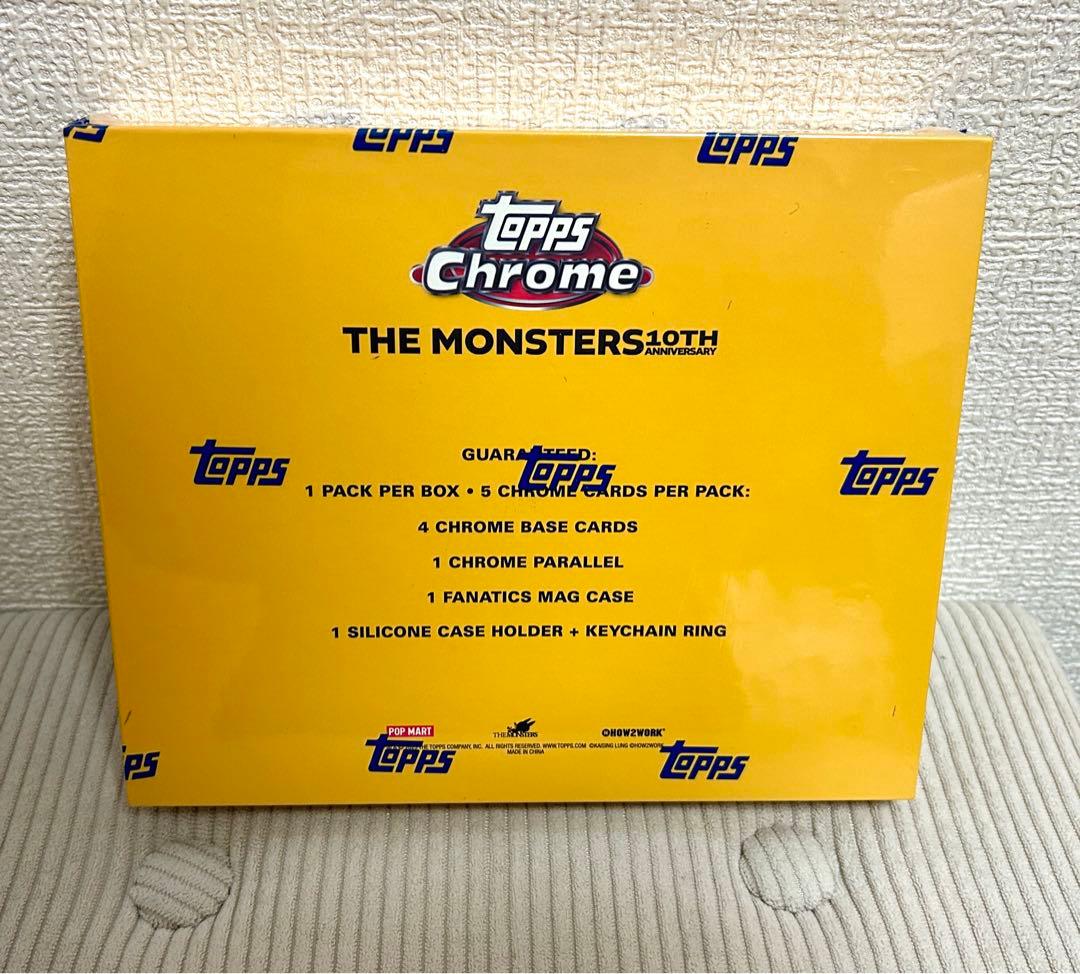 topps topps
topps
Chrome
THE MONSTERS 10TH
ANNIVERSARY
GUARANTEED:
topps topps topps
1 PACK PER BOX • 5 CHROME CARDS PER PACK:
4 CHROME BASE CARDS
1 CHROME PARALLEL
1 FANATICS MAG CASE
1 SILICONE CASE HOLDER + KEYCHAIN RING
POP MART THE MONSTERS HOW2WORK
THE TOPPS COMPANY, INC. ALL RIGHTS RESERVED. WWW.TOPPS.COM ©KASING LUNG ©HOW2WORK
MADE IN CHINA
topps topps